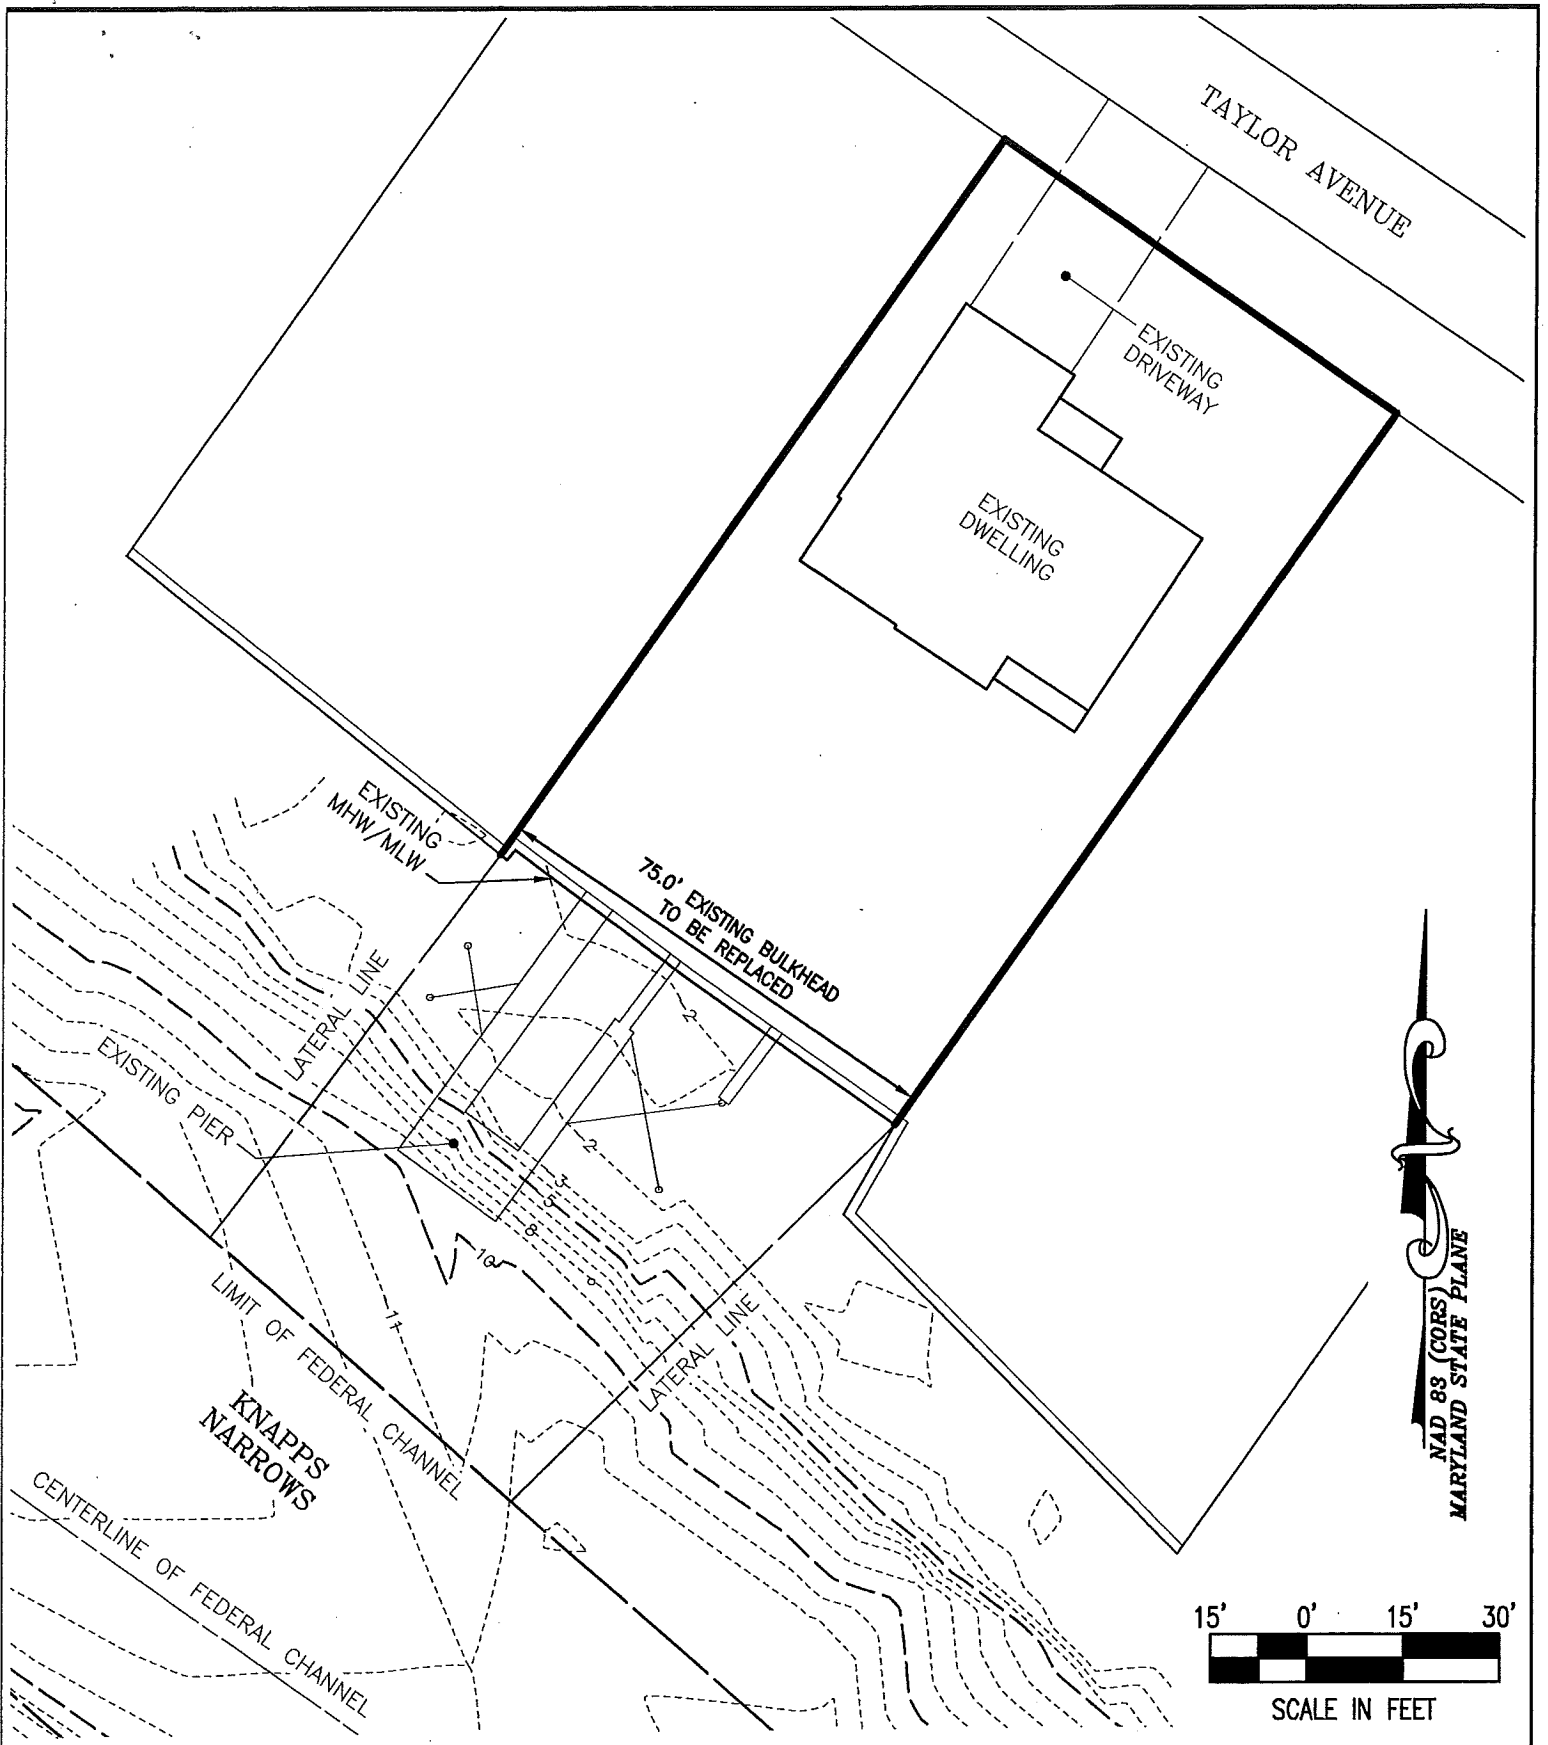 TAYLOR AVENUE
EXISTING
DRIVEWAY
EXISTING
DWELLING
EXISTING
MHW/MLW
75.0' EXISTING BULKHEAD
TO BE REPLACED
LATERAL LINE
EXISTING PIER
2
2
3
5
8
10
11
LATERAL LINE
LIMIT OF FEDERAL CHANNEL
KNAPPS
NARROWS
CENTERLINE OF FEDERAL CHANNEL
NAD 83 (CORS)
MARYLAND STATE PLANE
15' 0' 15' 30'
SCALE IN FEET